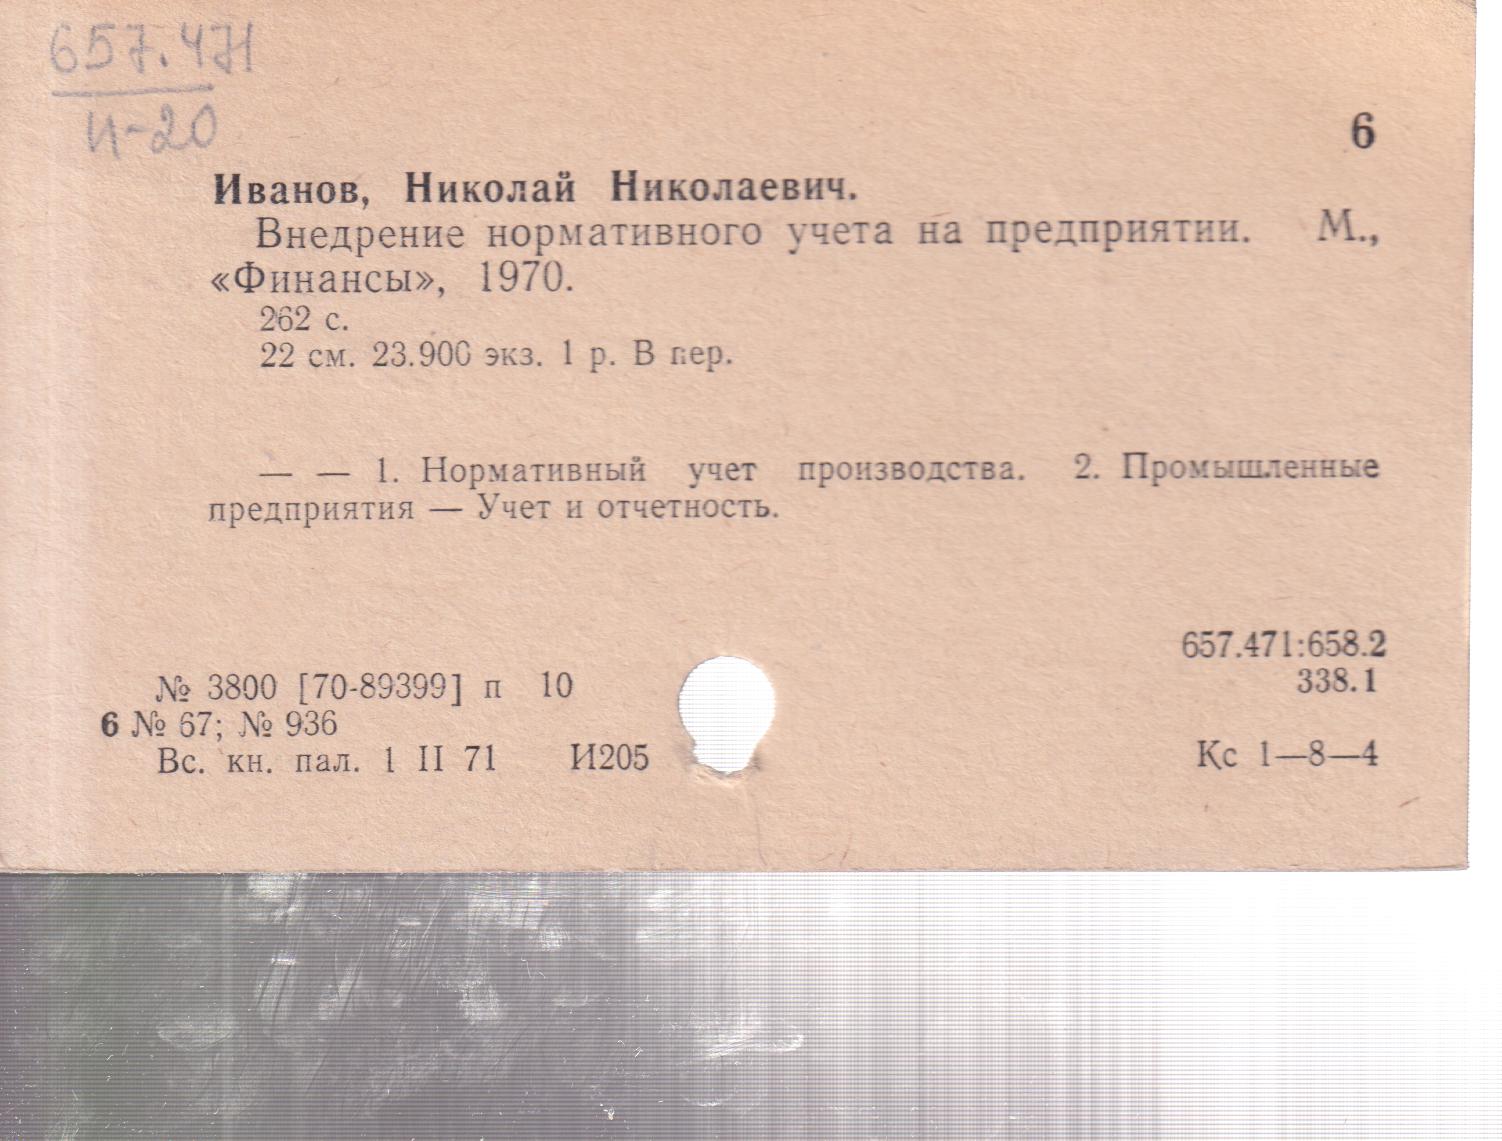 657.471
И-20
6
Иванов, Николай Николаевич.
Внедрение нормативного учета на предприятии. М.,
«Финансы», 1970.
262 с.
22 см. 23.900 экз. 1 р. В пер.
— — 1. Нормативный учет производства. 2. Промышленные
предприятия — Учет и отчетность.
657.471:658.2
338.1
№ 3800 [70-89399] п 10
6 № 67; № 936
Вс. кн. пал. 1 II 71 И205
Кс 1—8—4